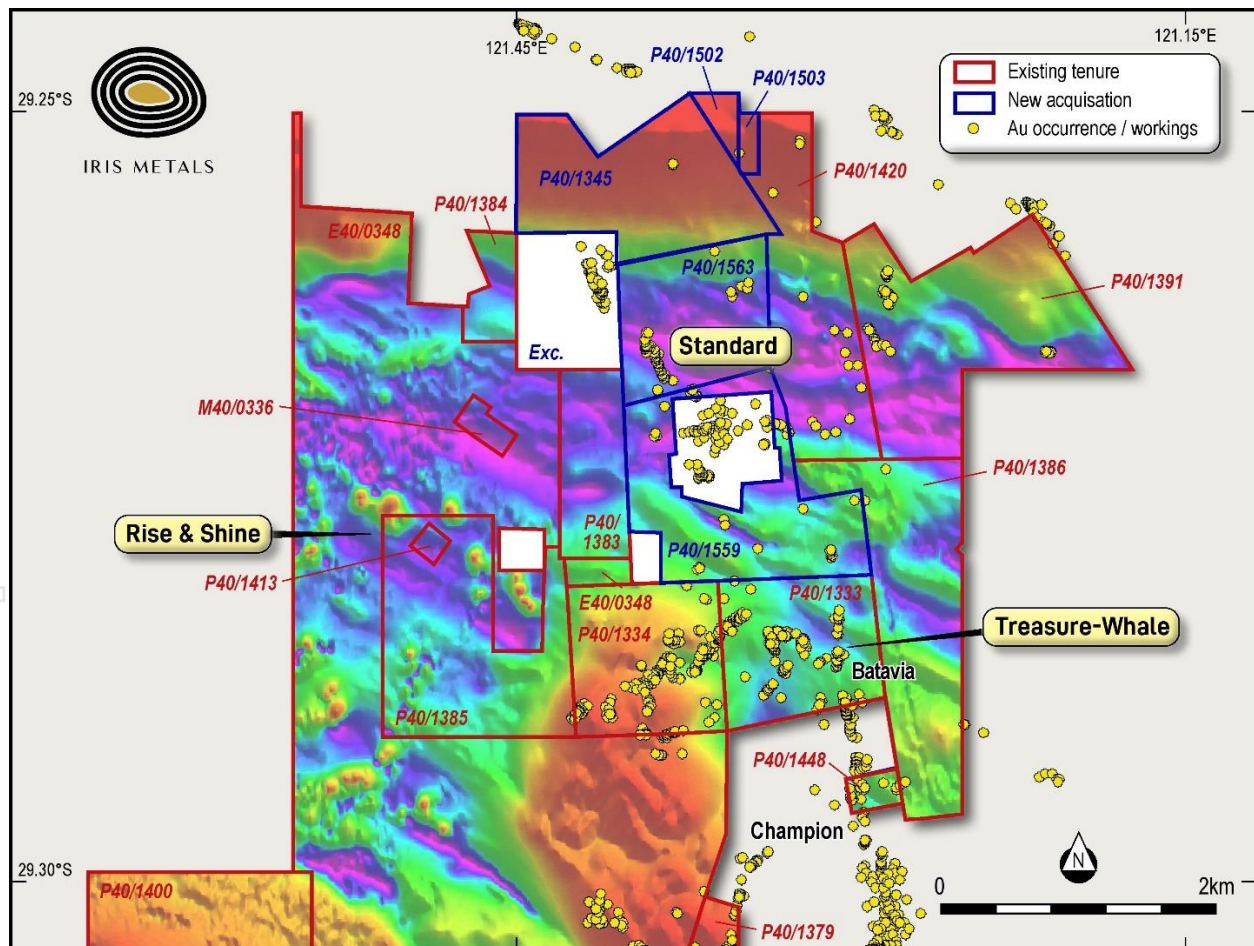 121.45°E
121.15°E
P40/1502
P40/1503
Existing tenure
New acquisation
Au occurrence / workings
29.25°S
IRIS METALS
P40/1345
P40/1420
P40/1384
E40/0348
P40/1563
P40/1391
Standard
Exc.
M40/0336
P40/1386
Rise & Shine
P40/
1383
P40/1559
P40/1413
E40/0348
P40/1333
P40/1334
Treasure-Whale
Batavia
P40/1385
P40/1448
Champion
N
29.30°S
P40/1400
0
2km
P40/1379